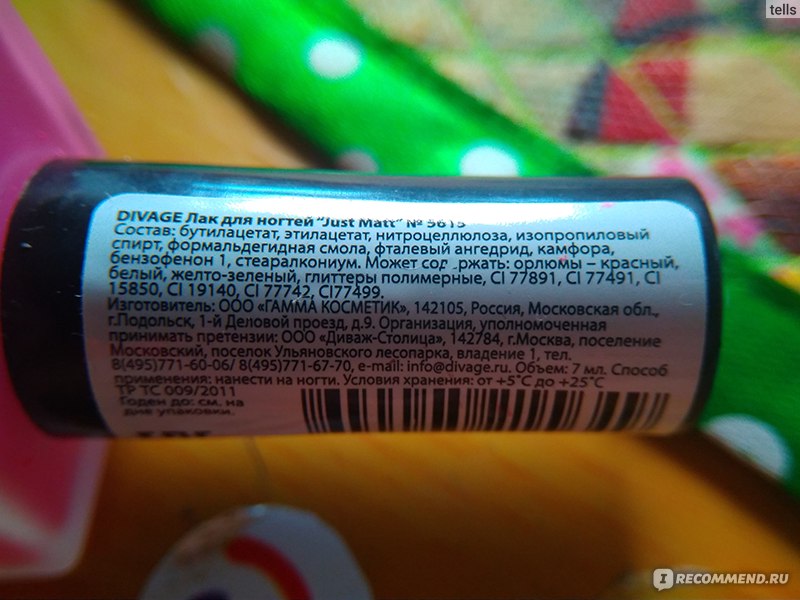 tells
DIVAGE Лак для ногтей "Just Matt" № 5615
Состав: бутилацетат, этилацетат, нитроцеллюлоза, изопропиловый
спирт, формальдегидная смола, фталевый ангедрид, камфора,
бензофенон 1, стеаралкониум. Может содержать: орлюмы – красный,
белый, желто-зеленый, глиттеры полимерные, CI 77891, CI 77491, CI
15850, CI 19140, CI 77742, CI77499.
Изготовитель: ООО «ГАММА КОСМЕТИК», 142105, Россия, Московская обл.,
г.Подольск, 1-й Деловой проезд, д.9. Организация, уполномоченная
принимать претензии: ООО «Диваж-Столица», 142784, г.Москва, поселение
Московский, поселок Ульяновского лесопарка, владение 1, тел.
8(495)771-60-06/ 8(495)771-67-70, e-mail: info@divage.ru. Объем: 7 мл. Способ
применения: нанести на ногти. Условия хранения: от +5°C до +25°C
ТР ТС 009/2011
Годен до: см. на
дне упаковки.
IRECOMMEND.RU